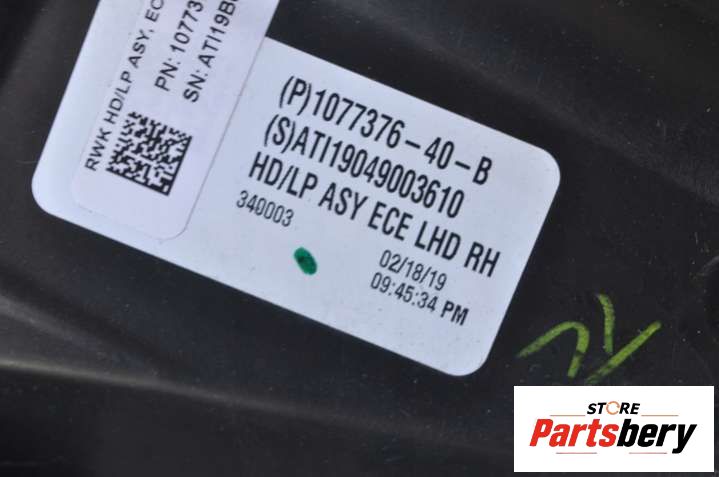 RWK HD/LP ASY, EC
PN: 10773
SN: ATI19B
(P)1077376-40-B
(S)ATI19049003610
HD/LP ASY ECE LHD RH
340003
02/18/19
09:45:34 PM
STORE
Partsbery